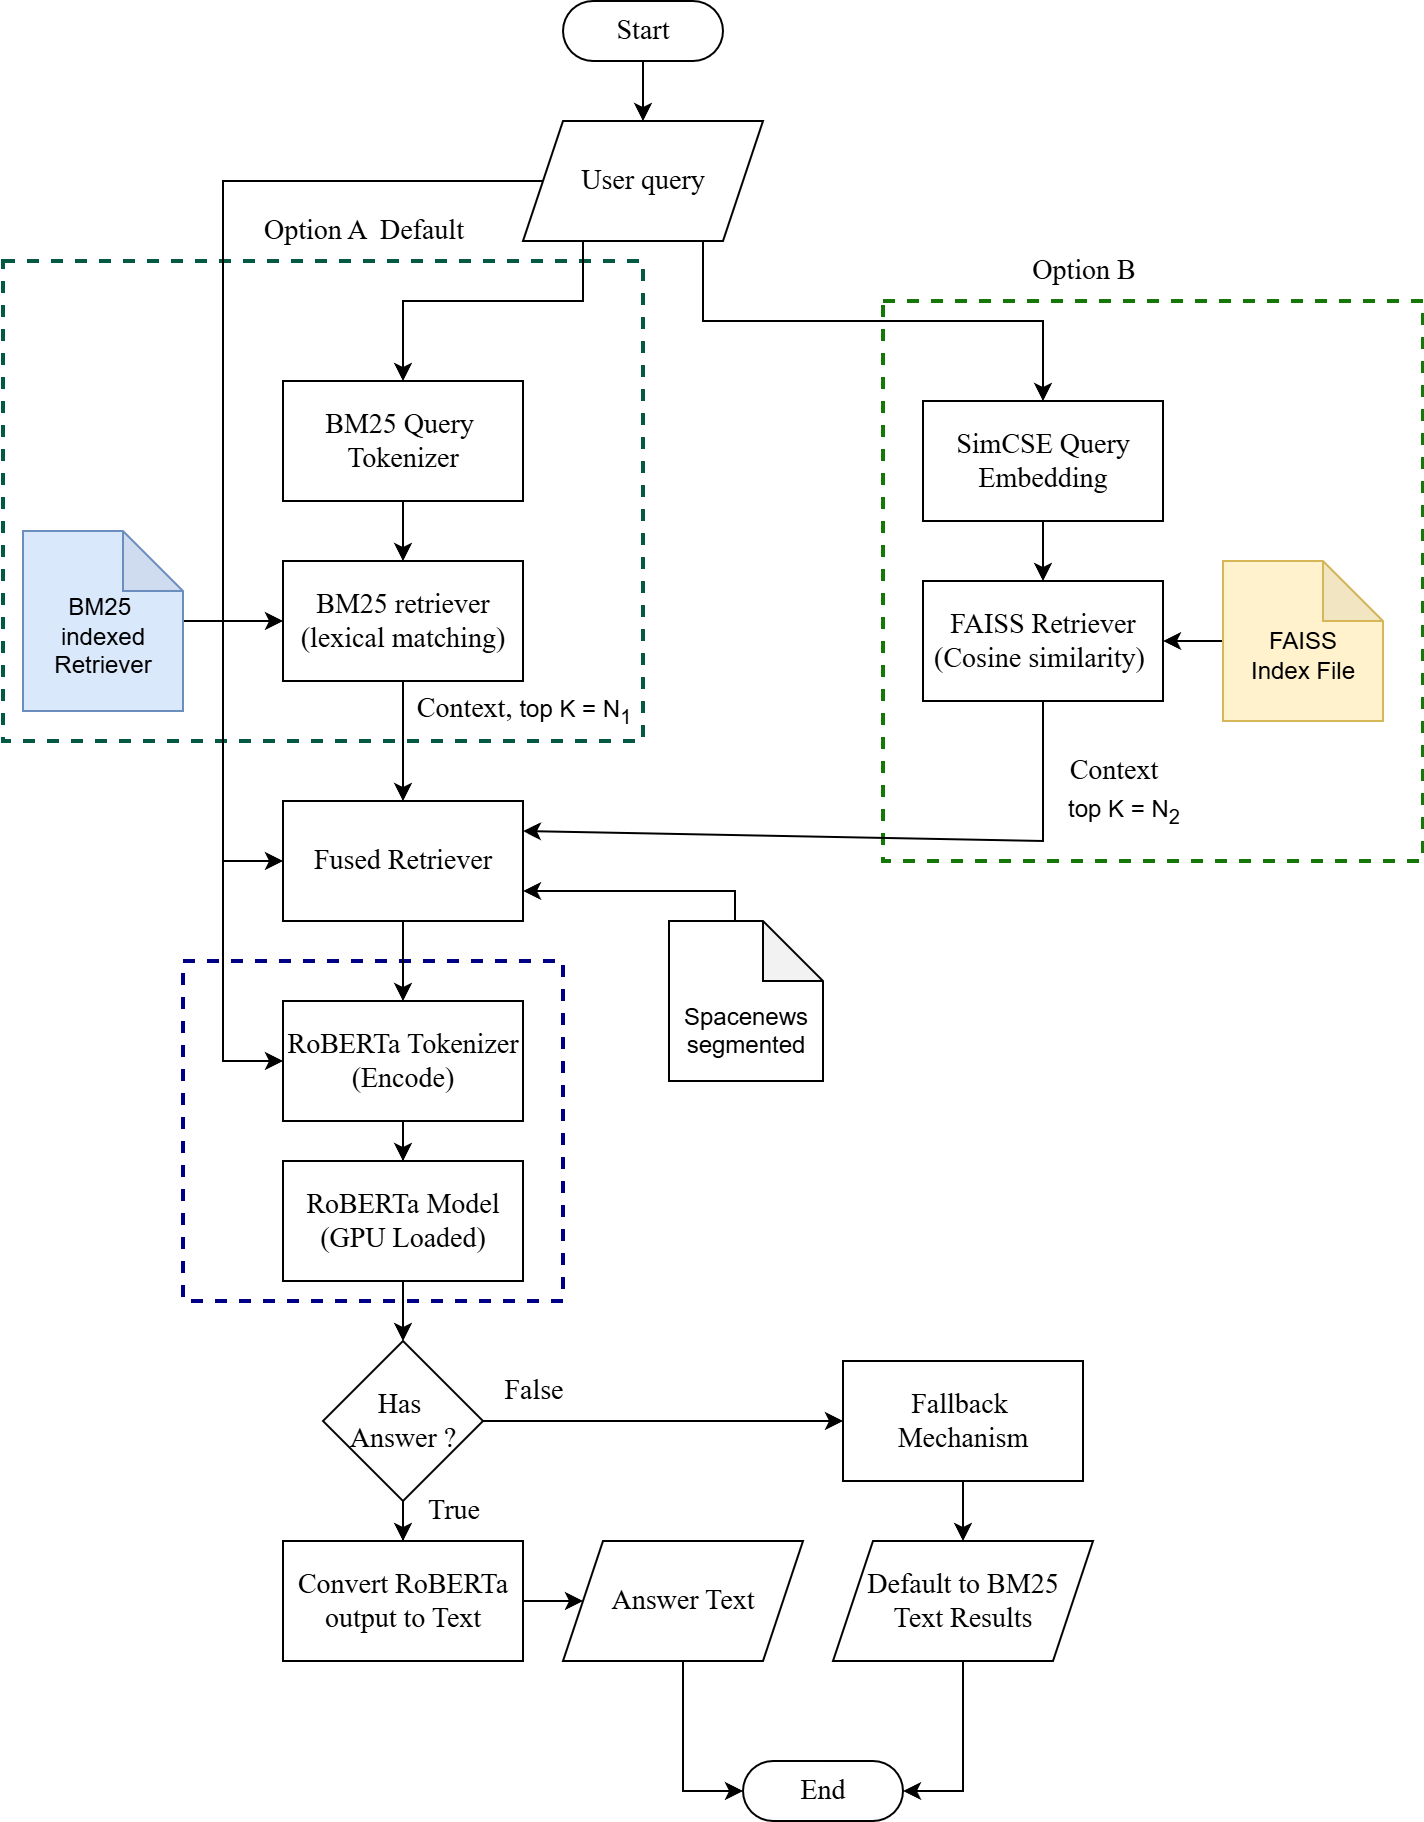 Start
User query
Option A  Default
Option B
BM25 Query
Tokenizer
SimCSE Query
Embedding
BM25
indexed
Retriever
BM25 retriever
(lexical matching)
FAISS Retriever
(Cosine similarity)
FAISS
Index File
Context, top K = N1
Context
top K = N2
Fused Retriever
Spacenews
segmented
RoBERTa Tokenizer
(Encode)
RoBERTa Model
(GPU Loaded)
Has
Answer ?
False
Fallback
Mechanism
True
Convert RoBERTa
output to Text
Answer Text
Default to BM25
Text Results
End